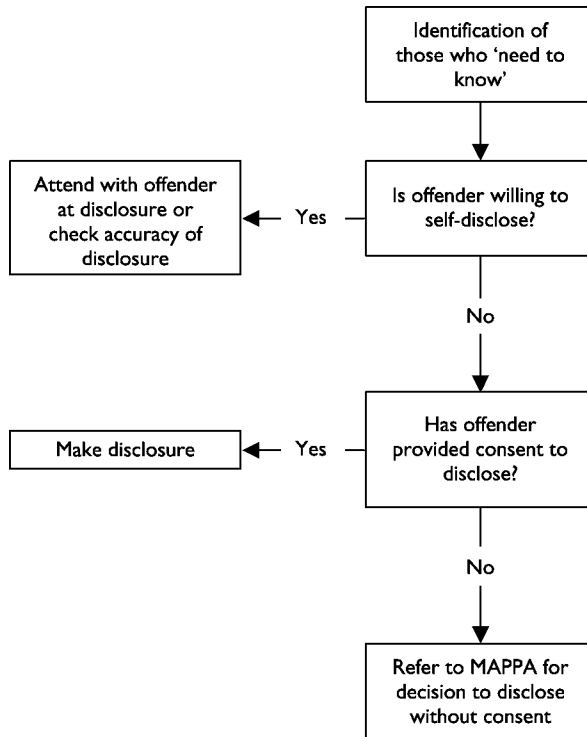 Identification of
those who ‘need to
know’
Attend with offender
at disclosure or
check accuracy of
disclosure
Yes
Is offender willing to
self-disclose?
No
Make disclosure
Yes
Has offender
provided consent to
disclose?
No
Refer to MAPPA for
decision to disclose
without consent